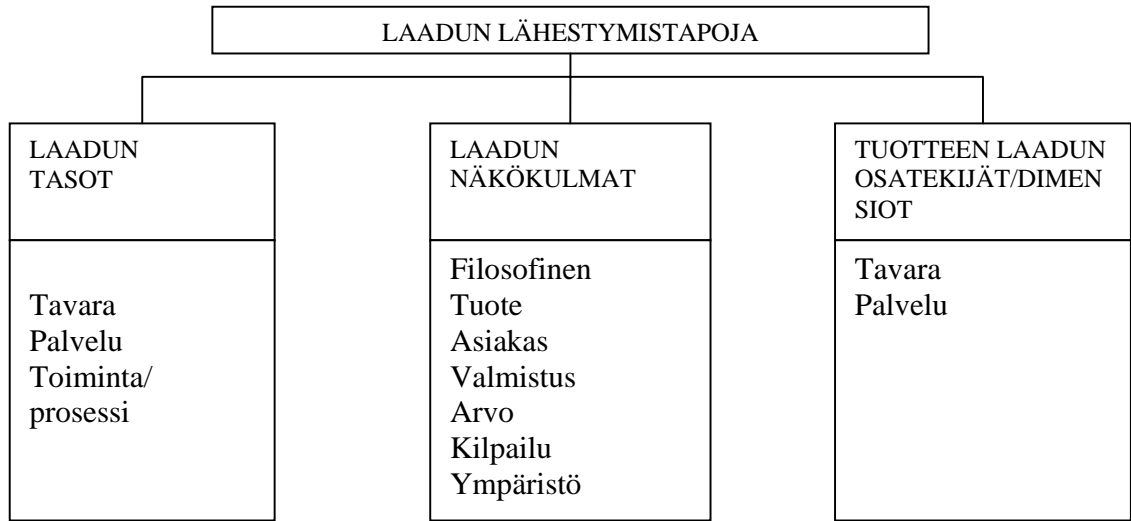 LAADUN LÄHESTYMISTAPOJA
LAADUN
TASOT
Tavara
Palvelu
Toiminta/
prosessi
LAADUN
NÄKÖKULMAT
Filosofinen
Tuote
Asiakas
Valmistus
Arvo
Kilpailu
Ympäristö
TUOTTEEN LAADUN
OSATEKIJÄT/DIMEN
SIOT
Tavara
Palvelu